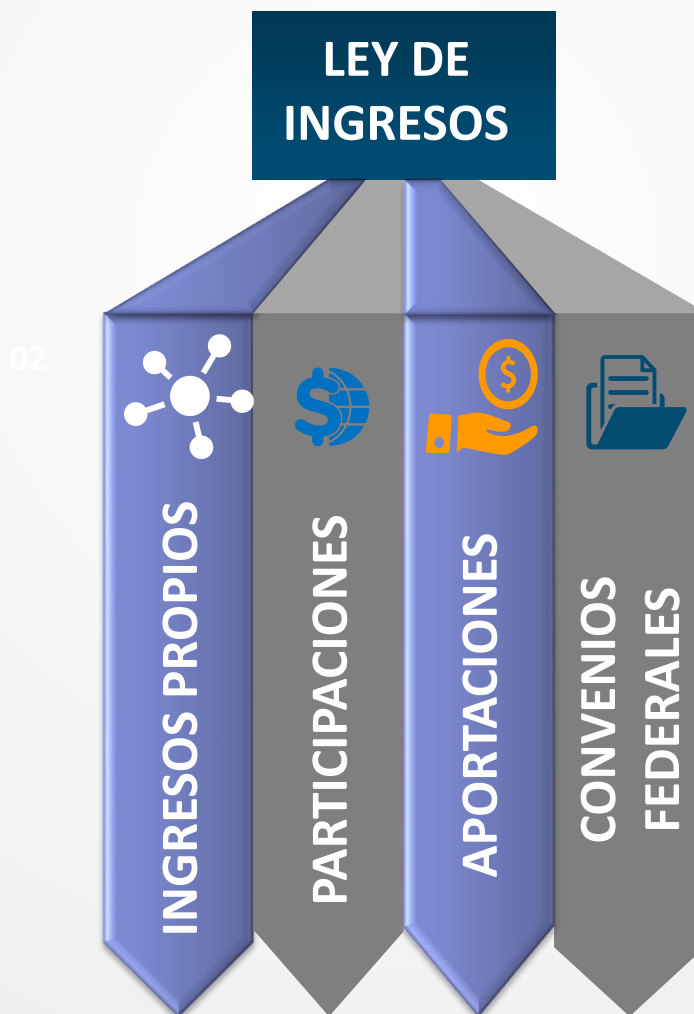 LEY DE
INGRESOS
02
INGRESOS PROPIOS
PARTICIPACIONES
APORTACIONES
CONVENIOS
FEDERALES